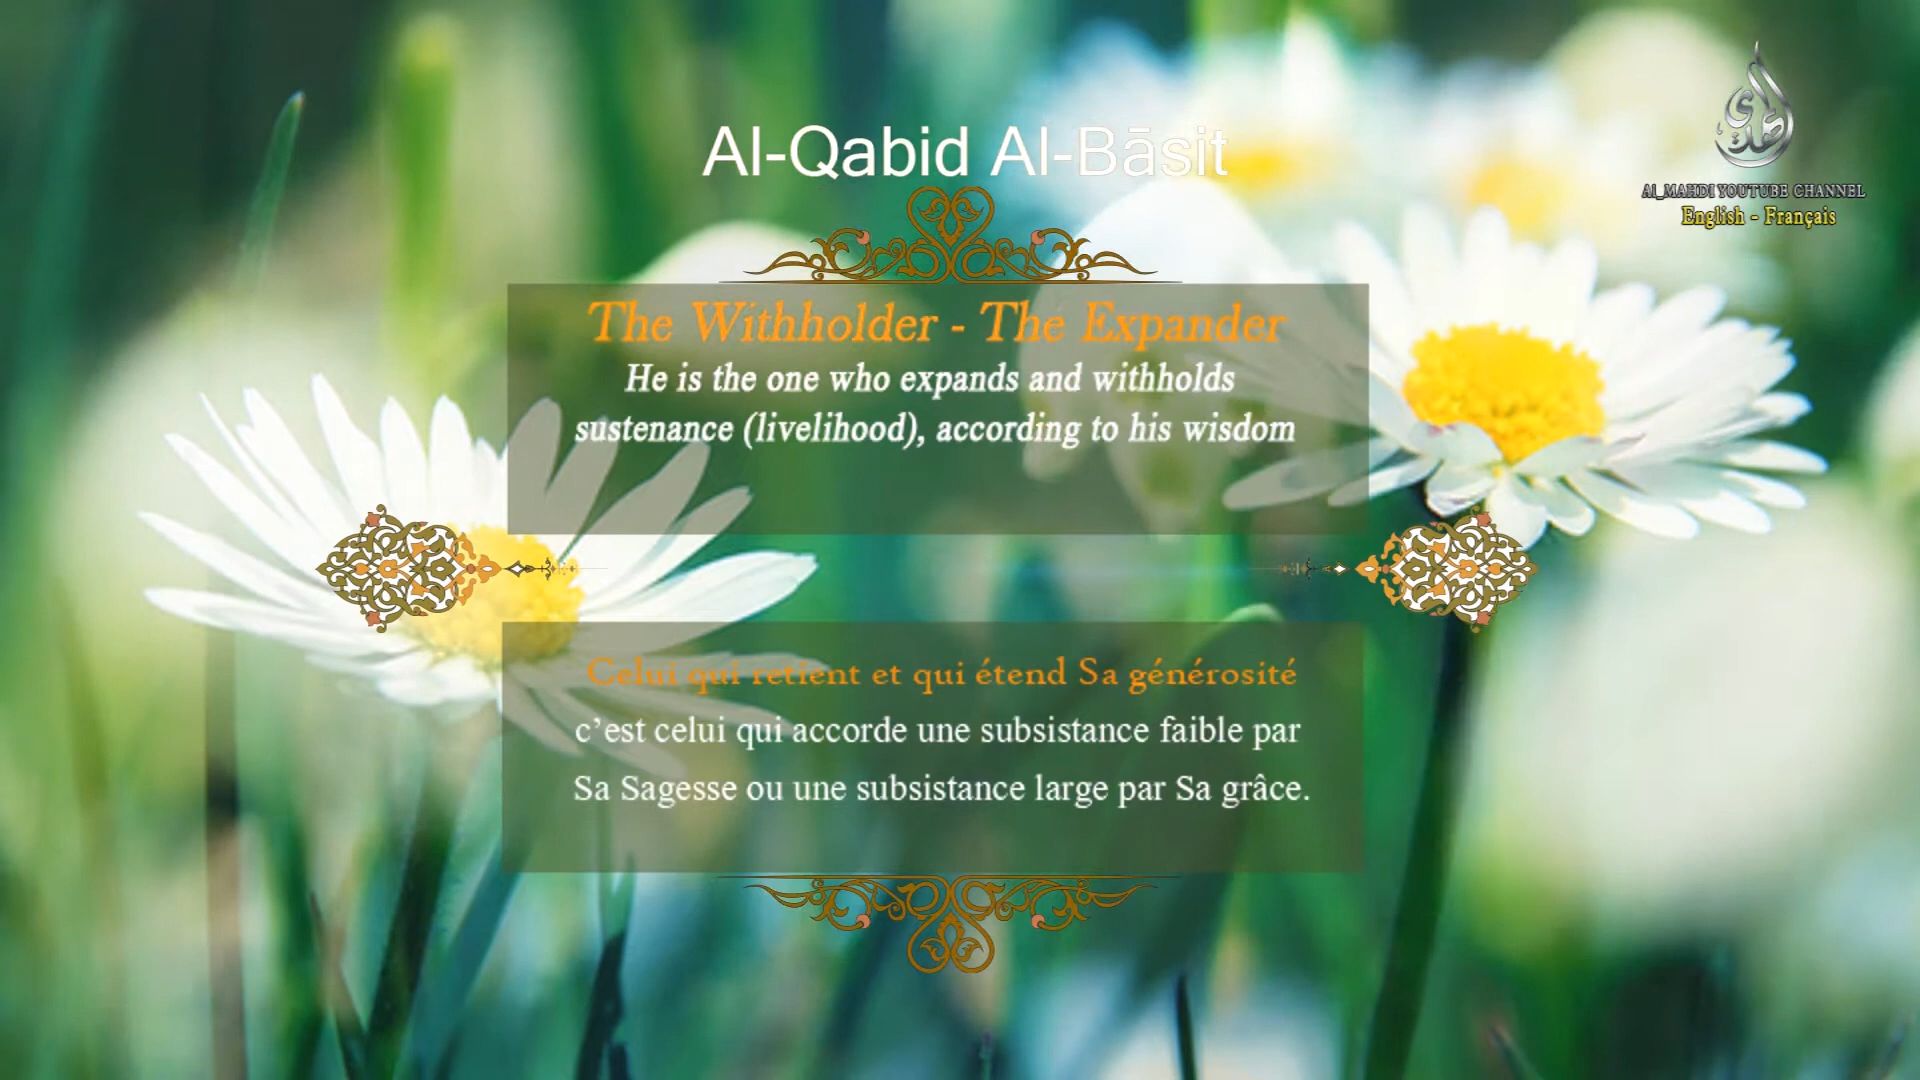 Al-Qabid Al-Bāsit
Al_MAHDI YOUTUBE CHANNEL
English - Français
The Withholder - The Expander
He is the one who expands and withholds
sustenance (livelihood), according to his wisdom
Celui qui retient et qui étend Sa générosité
c’est celui qui accorde une subsistance faible par
Sa Sagesse ou une subsistance large par Sa grâce.